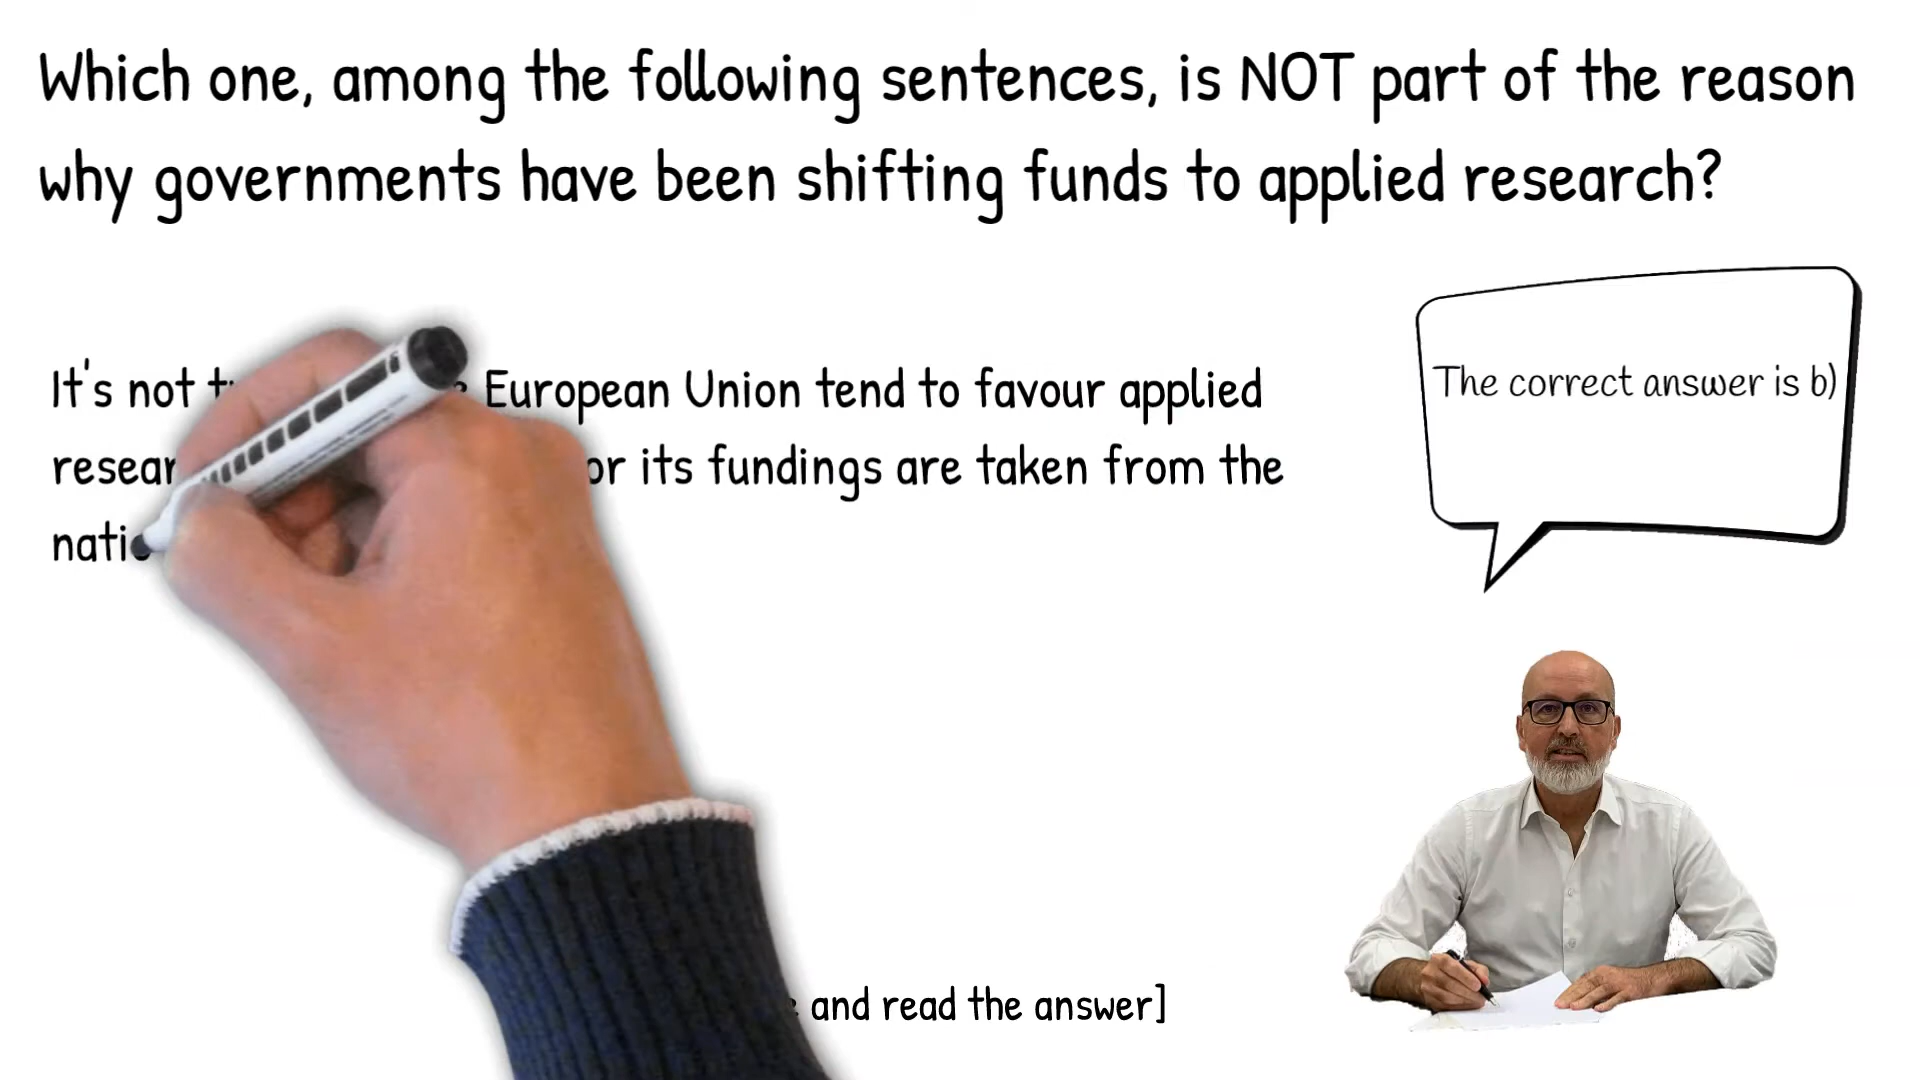 Which one, among the following sentences, is NOT part of the reason
why governments have been shifting funds to applied research?
It's not European Union tend to favour applied
or its fundings are taken from the
The correct answer is b)
and read the answer]